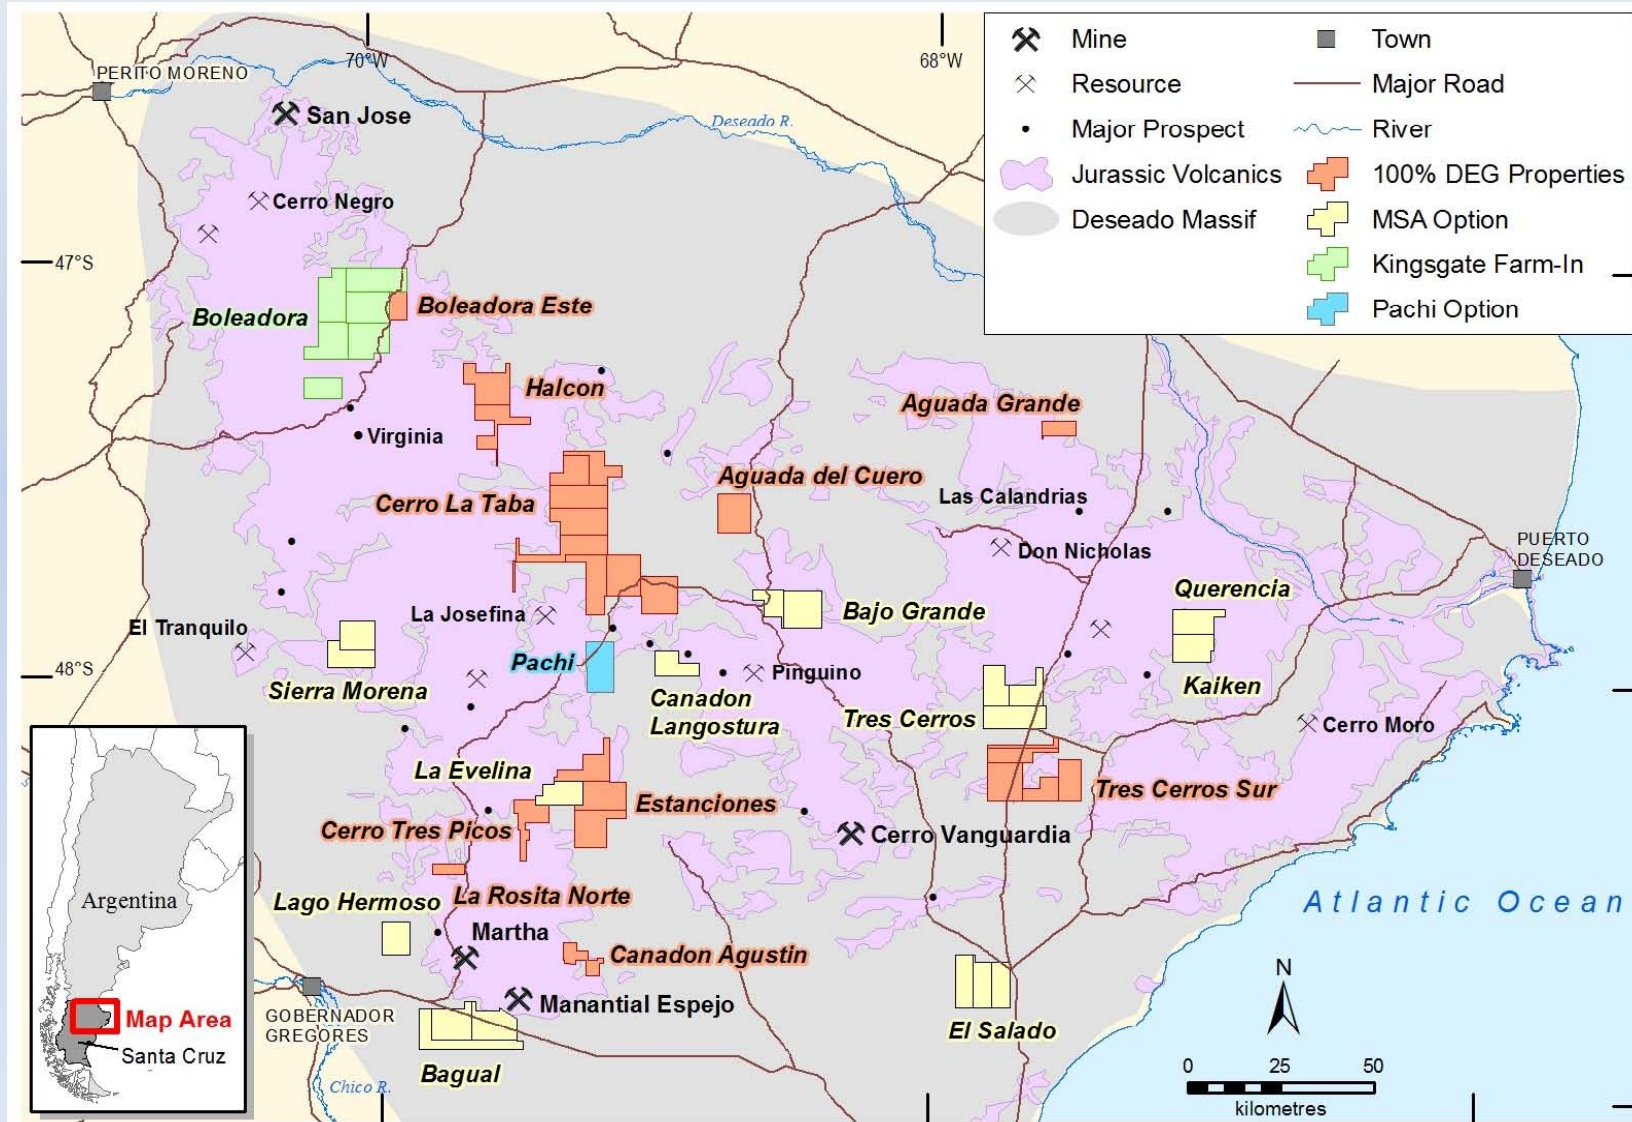 PERITO MORENO
70°W
68°W
San Jose
Deseado R.
Cerro Negro
47°S
Boleadora
Boleadora Este
Halcon
Virginia
Aguada Grande
Cerro La Taba
Aguada del Cuero
Las Calandrias
Don Nicholas
PUERTO
DESEADO
Querencia
La Josefina
Bajo Grande
El Tranquilo
48°S
Pachi
Sierra Morena
Canadon
Langostura
Pinguino
Kaiken
Tres Cerros
Cerro Moro
La Evelina
Estanciones
Tres Cerros Sur
Cerro Tres Picos
Cerro Vanguardia
La Rosita Norte
Lago Hermoso
Martha
Canadon Agustin
Manantial Espejo
GOBERNADOR
GREGORES
Bagual
El Salado
Chico R.
Atlantic Ocean
Mine
Resource
Major Prospect
Jurassic Volcanics
Deseado Massif
Town
Major Road
River
100% DEG Properties
MSA Option
Kingsgate Farm-In
Pachi Option
Argentina
Map Area
Santa Cruz
N
0 25 50
kilometres